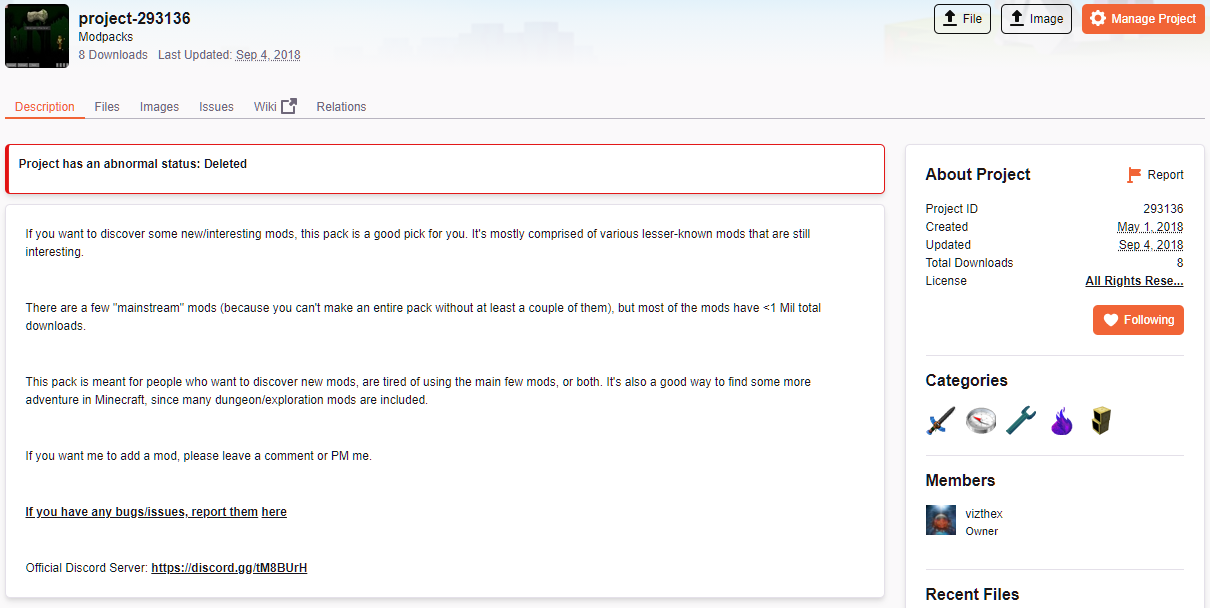 project-293136
Modpacks
8 Downloads Last Updated: Sep 4, 2018
File
Image
Manage Project
Description Files Images Issues Wiki Relations
Project has an abnormal status: Deleted
If you want to discover some new/interesting mods, this pack is a good pick for you. It's mostly comprised of various lesser-known mods that are still
interesting.
There are a few "mainstream" mods (because you can't make an entire pack without at least a couple of them), but most of the mods have <1 Mil total
downloads.
This pack is meant for people who want to discover new mods, are tired of using the main few mods, or both. It's also a good way to find some more
adventure in Minecraft, since many dungeon/exploration mods are included.
If you want me to add a mod, please leave a comment or PM me.
If you have any bugs/issues, report them here
Official Discord Server: https://discord.gg/tM8BUrH
About Project
Report
Project ID 293136
Created May 1, 2018
Updated Sep 4, 2018
Total Downloads 8
License All Rights Rese...
Following
Categories
Members
vizthex
Owner
Recent Files